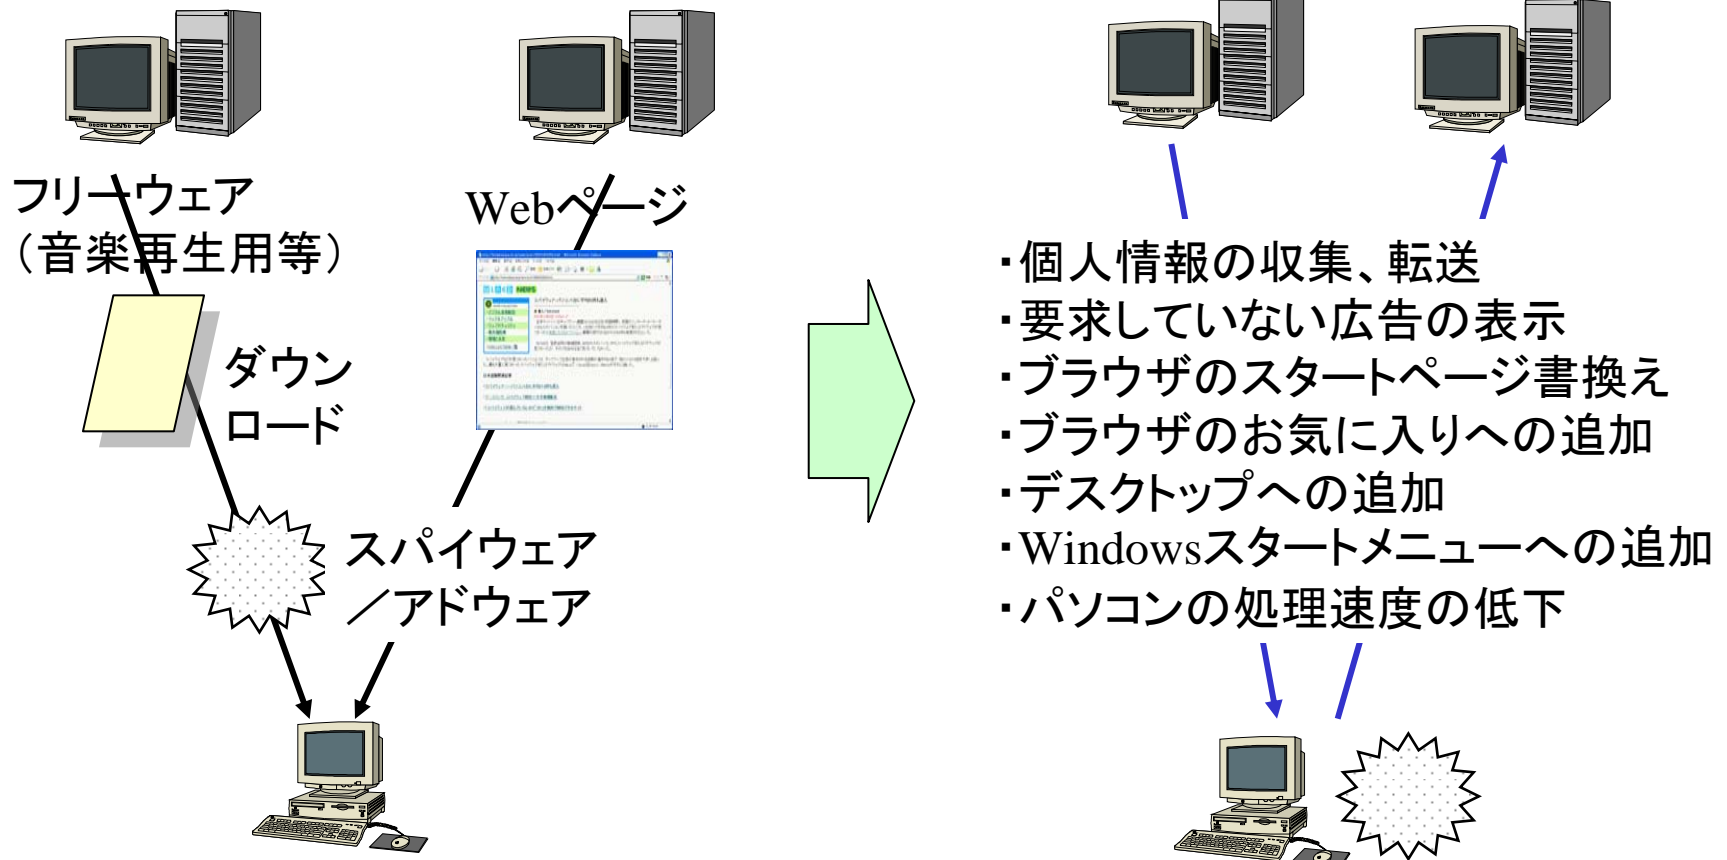 フリーウェア
（音楽再生用等）
ダウン
ロード
Webページ
スパイウェア
／アドウェア
・個人情報の収集、転送
・要求していない広告の表示
・ブラウザのスタートページ書換え
・ブラウザのお気に入りへの追加
・デスクトップへの追加
・Windowsスタートメニューへの追加
・パソコンの処理速度の低下